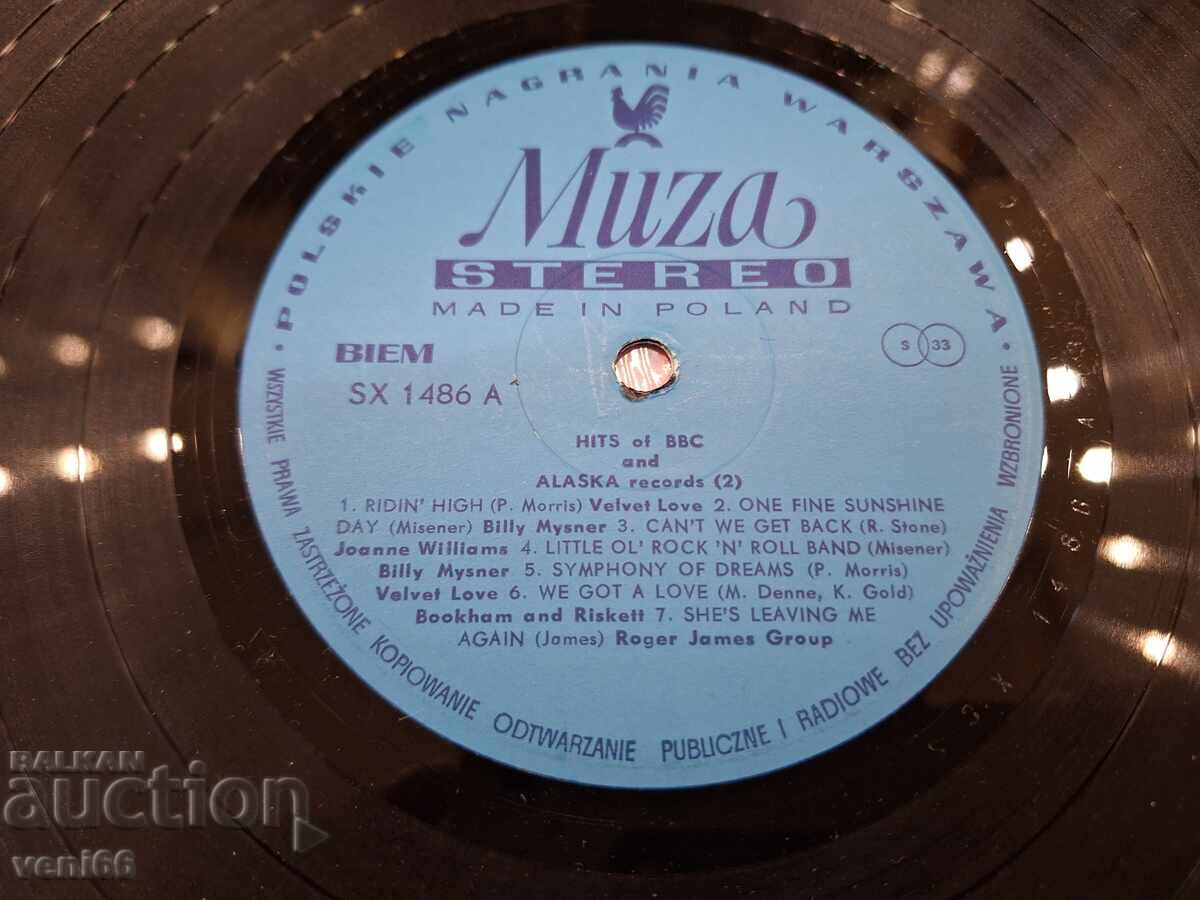 POLSKIE NAGRANIA WARSZAWA
Muza
STEREO
MADE IN POLAND
BIEM
SX 1486 A
S 33
HITS of BBC
and
ALASKA records (2)
1. RIDIN' HIGH (P. Morris) Velvet Love 2. ONE FINE SUNSHINE
DAY (Misener) Billy Mysner 3. CAN'T WE GET BACK (R. Stone)
Joanne Williams 4. LITTLE OL' ROCK 'N' ROLL BAND (Misener)
Billy Mysner 5. SYMPHONY OF DREAMS (P. Morris)
Velvet Love 6. WE GOT A LOVE (M. Denne, K. Gold)
Bookham and Riskett 7. SHE'S LEAVING ME
AGAIN (James) Roger James Group
• WSZYSTKIE PRAWA ZASTRZEŻONE KOPIOWANIE ODTWARZANIE PUBLICZNE I RADIOWE BEZ UPOWAŻNIENIA WZBRONIONE •
BALKAN
auction
veni66